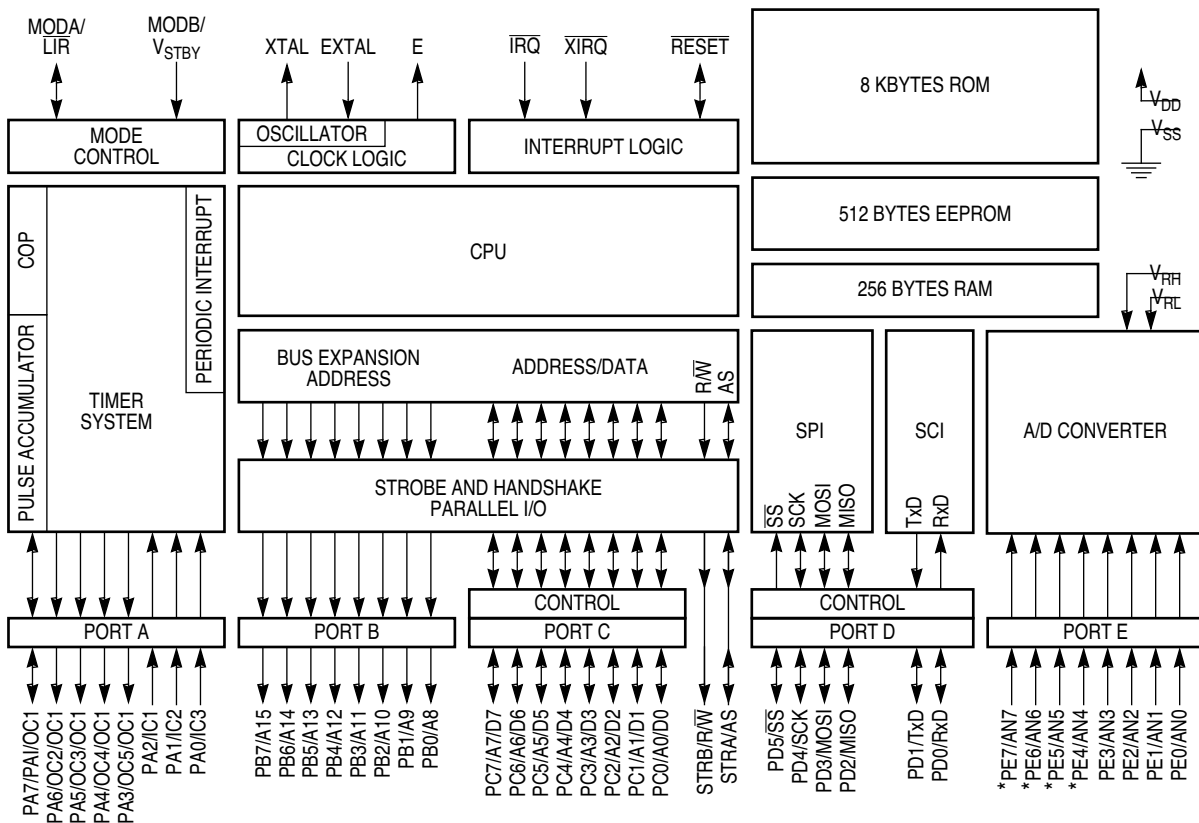 MODA/
LIR
MODB/
VSTBY
XTAL
EXTAL
E
IRQ
XIRQ
RESET
8 KBYTES ROM
VDD
VSS
MODE
CONTROL
OSCILLATOR
CLOCK LOGIC
INTERRUPT LOGIC
COP
PERIODIC INTERRUPT
PULSE ACCUMULATOR
TIMER
SYSTEM
CPU
512 BYTES EEPROM
256 BYTES RAM
VRH
VRL
BUS EXPANSION
ADDRESS
ADDRESS/DATA
R/W
AS
STROBE AND HANDSHAKE
PARALLEL I/O
SPI
SS
SCK
MOSI
MISO
SCI
TxD
RxD
A/D CONVERTER
CONTROL
CONTROL
PORT A
PORT B
PORT C
PORT D
PORT E
PA7/PAI/OC1
PA6/OC2/OC1
PA5/OC3/OC1
PA4/OC4/OC1
PA3/OC5/OC1
PA2/IC1
PA1/IC2
PA0/IC3
PB7/A15
PB6/A14
PB5/A13
PB4/A12
PB3/A11
PB2/A10
PB1/A9
PB0/A8
PC7/A7/D7
PC6/A6/D6
PC5/A5/D5
PC4/A4/D4
PC3/A3/D3
PC2/A2/D2
PC1/A1/D1
PC0/A0/D0
STRB/R/W
STRA/AS
PD5/SS
PD4/SCK
PD3/MOSI
PD2/MISO
PD1/TxD
PD0/RxD
*PE7/AN7
*PE6/AN6
*PE5/AN5
*PE4/AN4
PE3/AN3
PE2/AN2
PE1/AN1
PE0/AN0